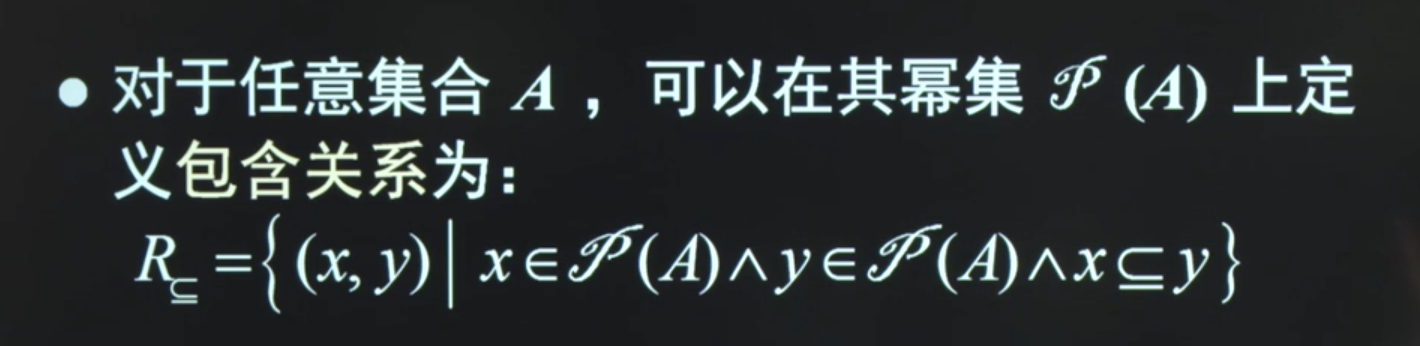 ● 对于任意集合 A ，可以在其幂集 𝒫 (A) 上定
义包含关系为：
R⊆ ={ (x, y)| x∈𝒫(A)∧y∈𝒫(A)∧x⊆y}